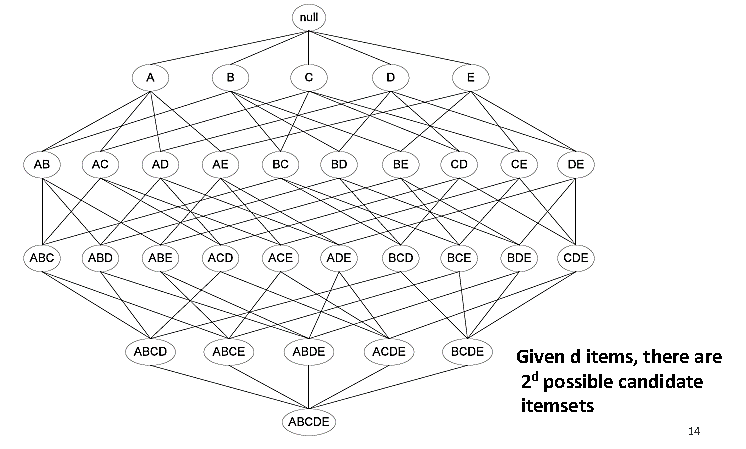 null
A B C D E
AB AC AD AE BC BD BE CD CE DE
ABC ABD ABE ACD ACE ADE BCD BCE BDE CDE
ABCD ABCE ABDE ACDE BCDE
Given d items, there are
2ᵈ possible candidate
itemsets
ABCDE
14